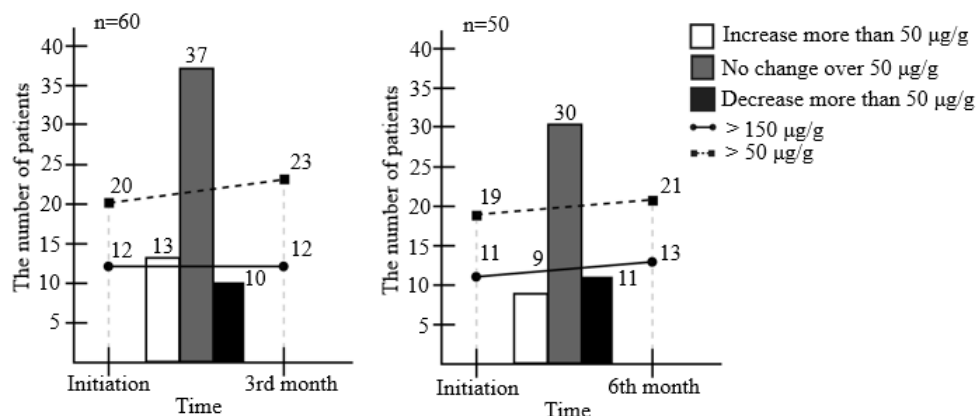 n=60
The number of patients
40
35
30
25
20
15
10
5
20
12
13
37
10
23
12
Initiation
3rd month
Time
n=50
The number of patients
40
35
30
25
20
15
10
5
19
11
9
30
11
21
13
Initiation
6th month
Time
Increase more than 50 µg/g
No change over 50 µg/g
Decrease more than 50 µg/g
> 150 µg/g
> 50 µg/g